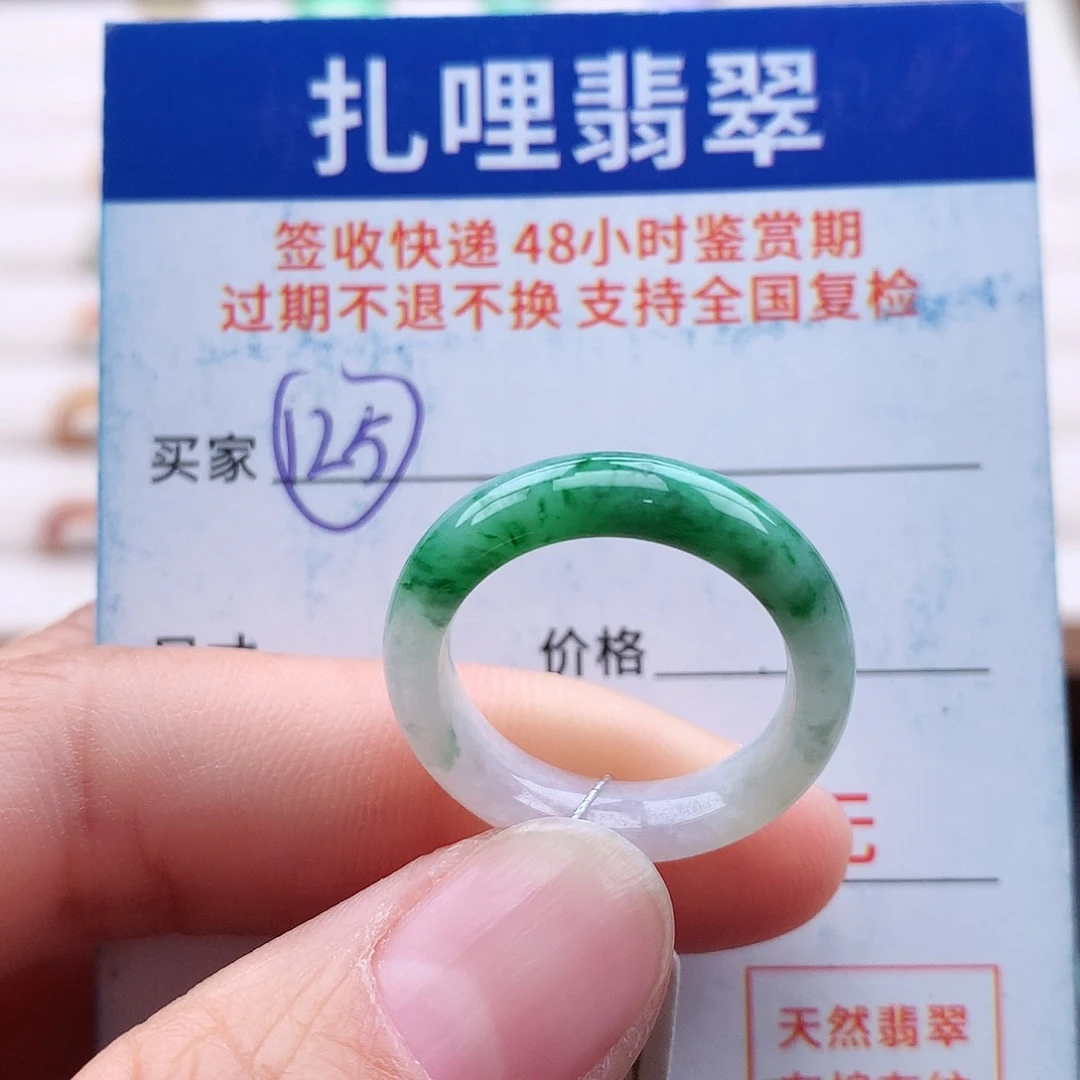 扎哩翡翠
签收快递 48小时鉴赏期
过期不退不换 支持全国复检
买家 125
价格
元
天然翡翠